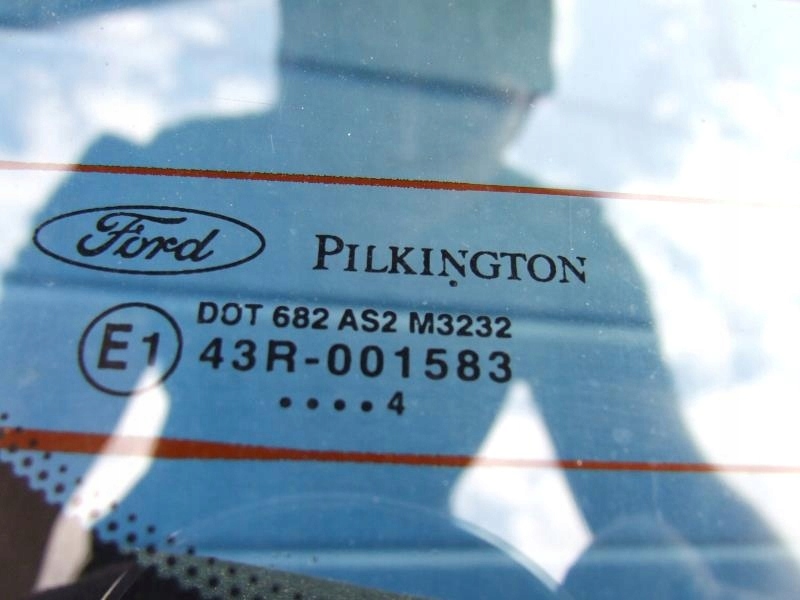 Ford PILKINGTON
DOT 682 AS2 M3232
E1 43R-001583
....4